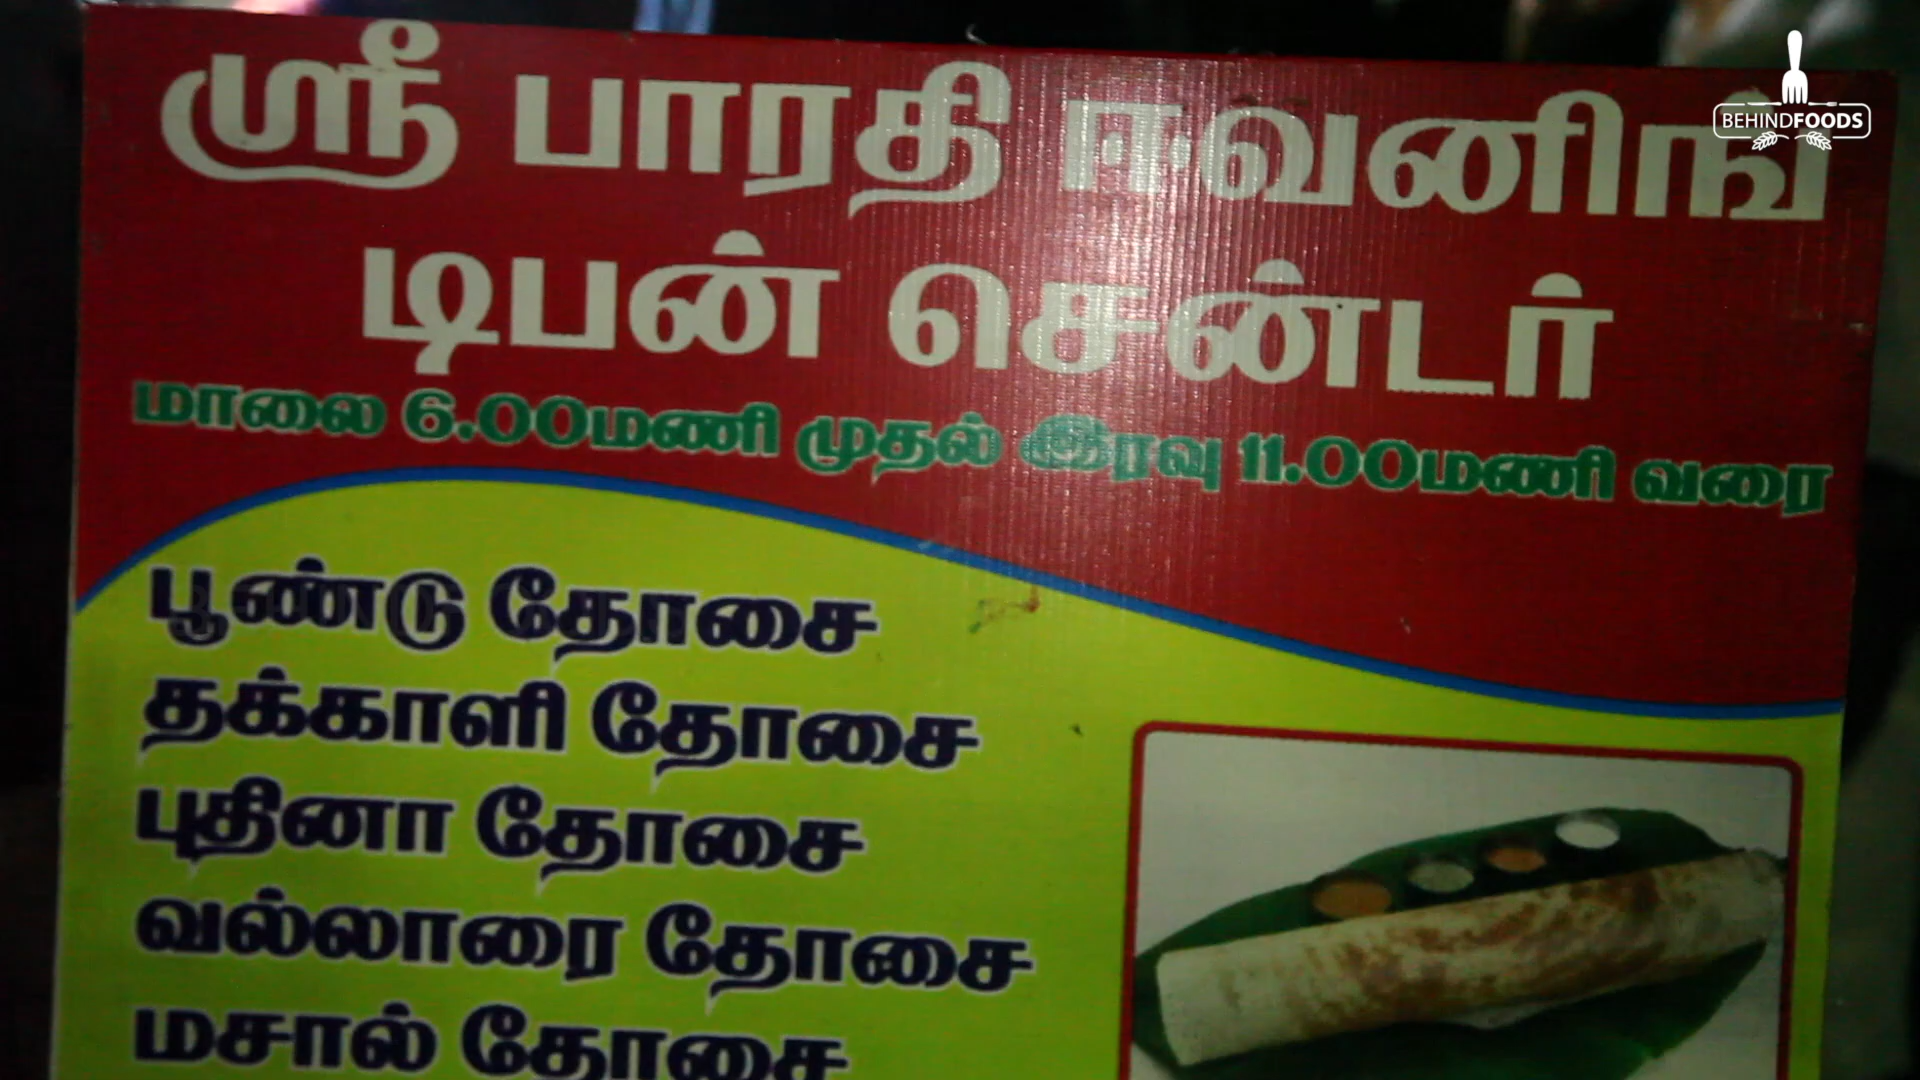 BEHINDFOODS
ஸ்ரீ பாரதி ஈவனிங்
டிபன் சென்டர்
மாலை 6.00மணி முதல் இரவு 11.00மணி வரை
பூண்டு தோசை
தக்காளி தோசை
புதினா தோசை
வல்லாரை தோசை
மசால் தோசை